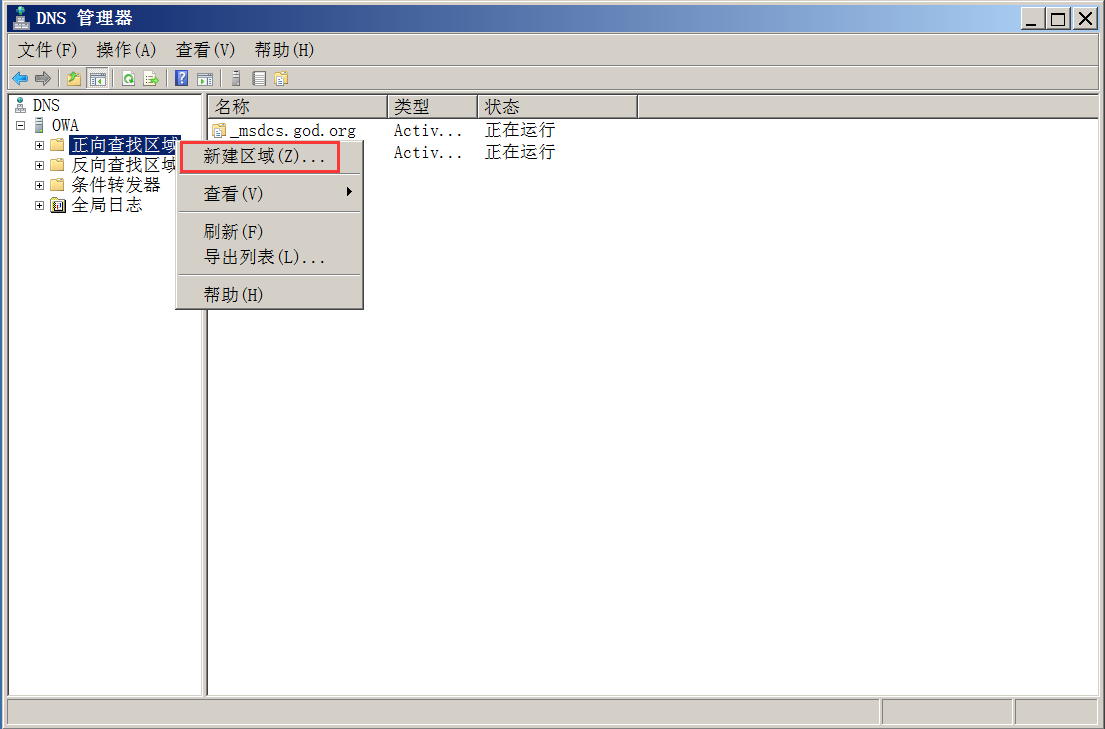 DNS 管理器
文件(F) 操作(A) 查看(V) 帮助(H)
DNS
OWA
正向查找区域
反向查找区域
条件转发器
全局日志
名称 类型 状态
_msdcs.god.org Activ... 正在运行
Activ... 正在运行
新建区域(Z)...
查看(V)
刷新(F)
导出列表(L)...
帮助(H)